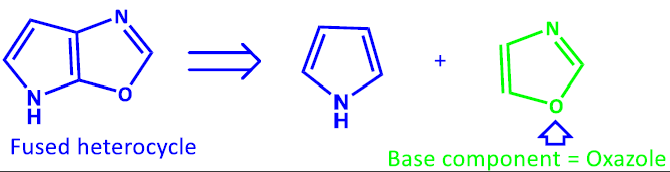 N
N
H
O
+
N
H
N
O
Fused heterocycle
Base component = Oxazole